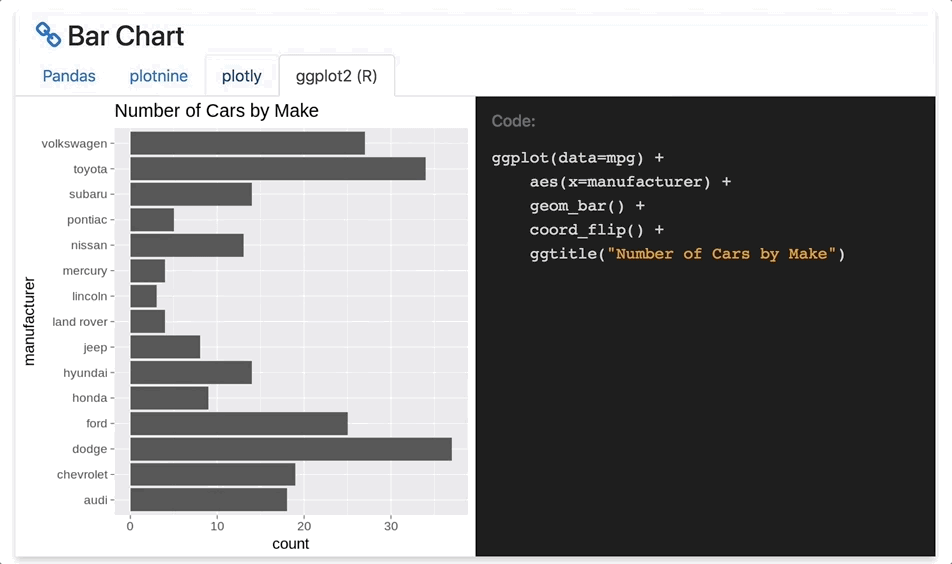 Bar Chart
Pandas plotnine plotly ggplot2 (R)
Number of Cars by Make
volkswagen
toyota
subaru
pontiac
nissan
mercury
lincoln
land rover
jeep
hyundai
honda
ford
dodge
chevrolet
audi
manufacturer
0 10 20 30
count
Code:
ggplot(data=mpg) +
    aes(x=manufacturer) +
    geom_bar() +
    coord_flip() +
    ggtitle("Number of Cars by Make")